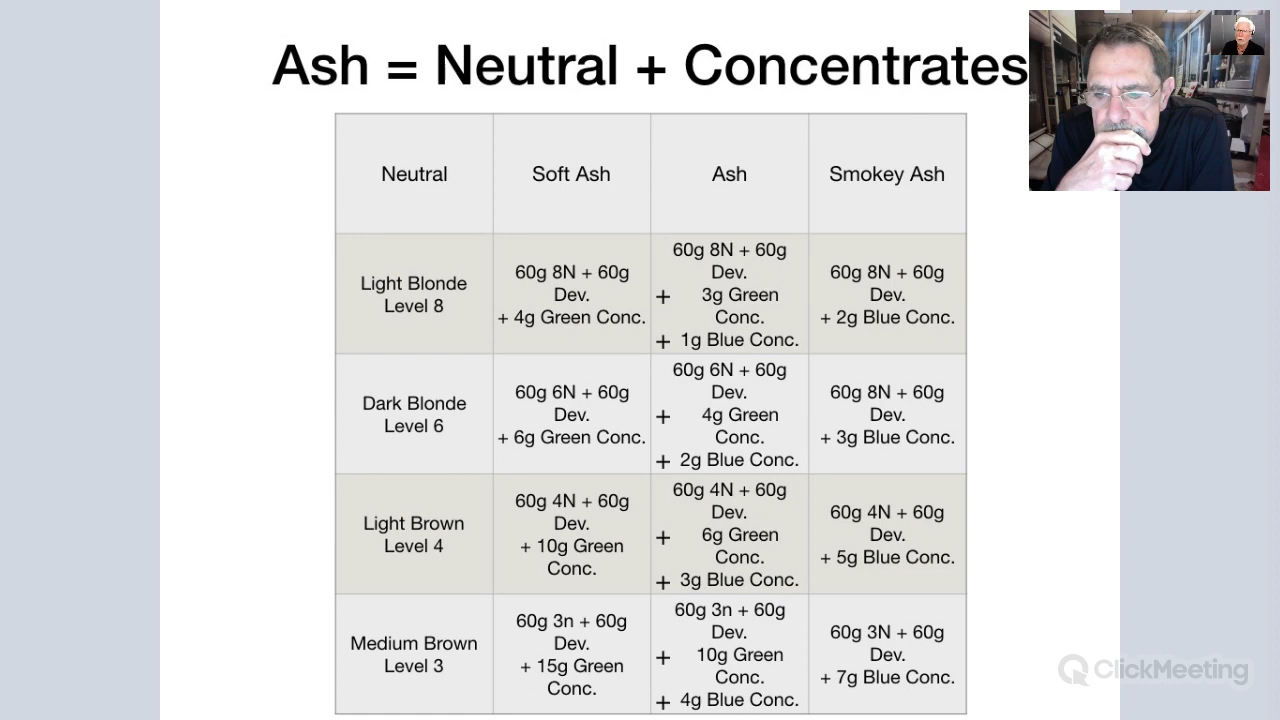 Ash = Neutral + Concentrates
Neutral
Soft Ash
Ash
Smokey Ash
Light Blonde
Level 8
60g 8N + 60g
Dev.
+ 4g Green Conc.
60g 8N + 60g
Dev.
+ 3g Green
Conc.
+ 1g Blue Conc.
60g 8N + 60g
Dev.
+ 2g Blue Conc.
Dark Blonde
Level 6
60g 6N + 60g
Dev.
+ 6g Green Conc.
60g 6N + 60g
Dev.
+ 4g Green
Conc.
+ 2g Blue Conc.
60g 8N + 60g
Dev.
+ 3g Blue Conc.
Light Brown
Level 4
60g 4N + 60g
Dev.
+ 10g Green
Conc.
60g 4N + 60g
Dev.
+ 6g Green
Conc.
+ 3g Blue Conc.
60g 4N + 60g
Dev.
+ 5g Blue Conc.
Medium Brown
Level 3
60g 3n + 60g
Dev.
+ 15g Green
Conc.
60g 3n + 60g
Dev.
+ 10g Green
Conc.
+ 4g Blue Conc.
60g 3N + 60g
Dev.
+ 7g Blue Conc.
ClickMeeting